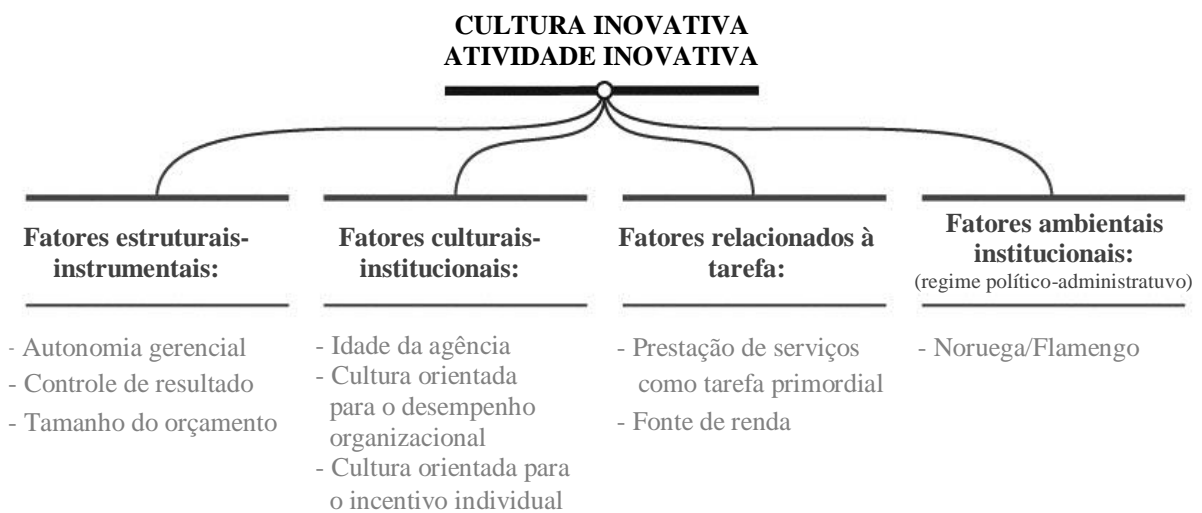 CULTURA INOVATIVA
ATIVIDADE INOVATIVA
Fatores estruturais-
instrumentais:
- Autonomia gerencial
- Controle de resultado
- Tamanho do orçamento
Fatores culturais-
institucionais:
- Idade da agência
- Cultura orientada
para o desempenho
organizacional
- Cultura orientada para
o incentivo individual
Fatores relacionados à
tarefa:
- Prestação de serviços
como tarefa primordial
- Fonte de renda
Fatores ambientais
institucionais:
(regime político-administratuvo)
- Noruega/Flamengo